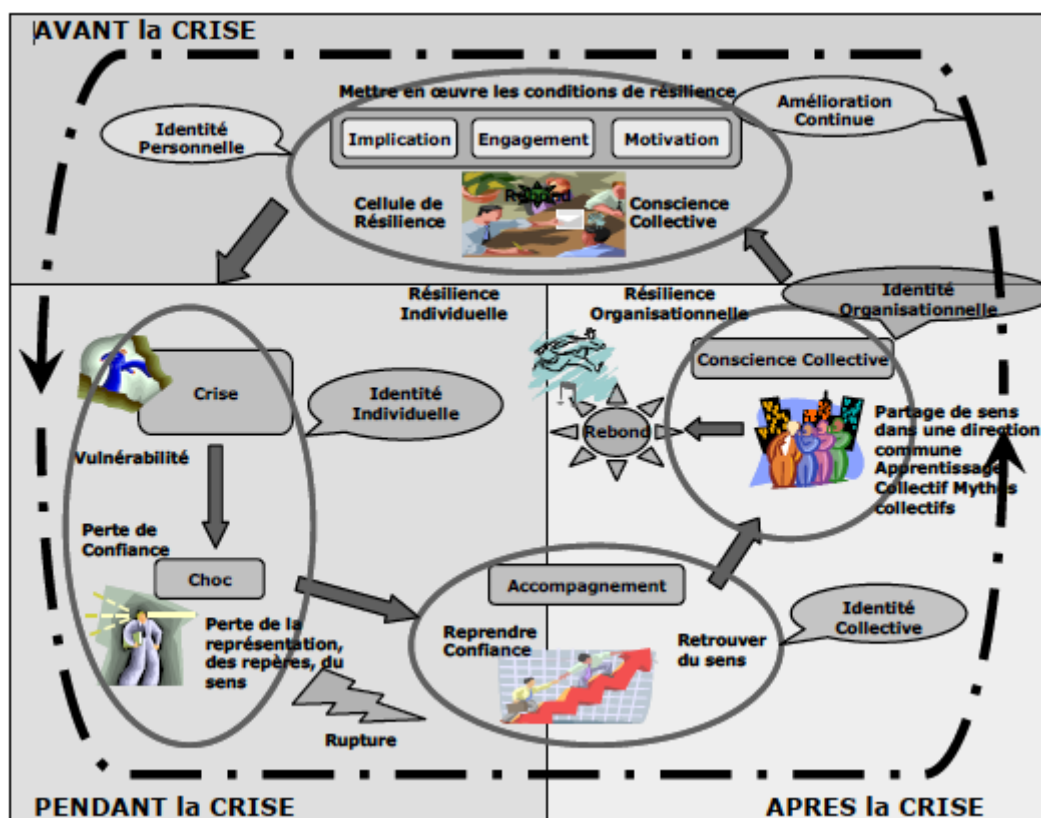 AVANT la CRISE
Mettre en œuvre les conditions de résilience
Identité
Personnelle
Amélioration
Continue
Implication
Engagement
Motivation
Rebond
Cellule de
Résilience
Conscience
Collective
Résilience
Individuelle
Résilience
Organisationnelle
Identité
Organisationnelle
Crise
Identité
Individuelle
Conscience Collective
Rebond
Vulnérabilité
Partage de sens
dans une direction
commune
Apprentissage
Collectif Mythes
collectifs
Perte de
Confiance
Choc
Accompagnement
Perte de la
représentation,
des repères, du
sens
Reprendre
Confiance
Retrouver
du sens
Identité
Collective
Rupture
PENDANT la CRISE
APRES la CRISE